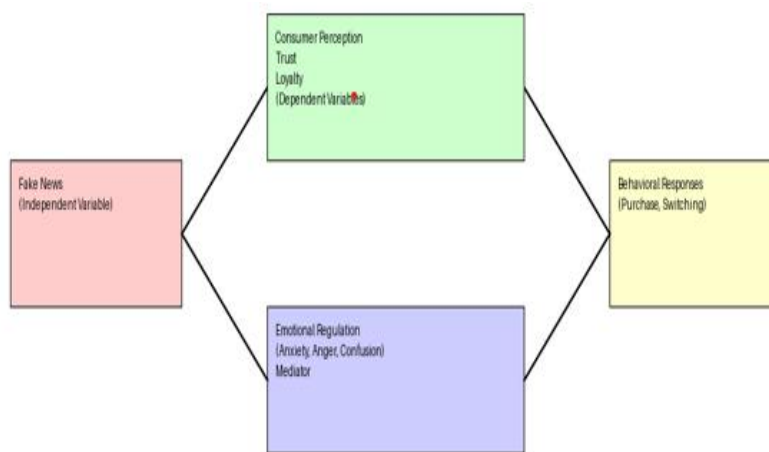 Consumer Perception
Trust
Loyalty
(Dependent Variables)
Fake News
(Independent Variable)
Behavioral Responses
(Purchase, Switching)
Emotional Regulation
(Anxiety, Anger, Confusion)
Mediator